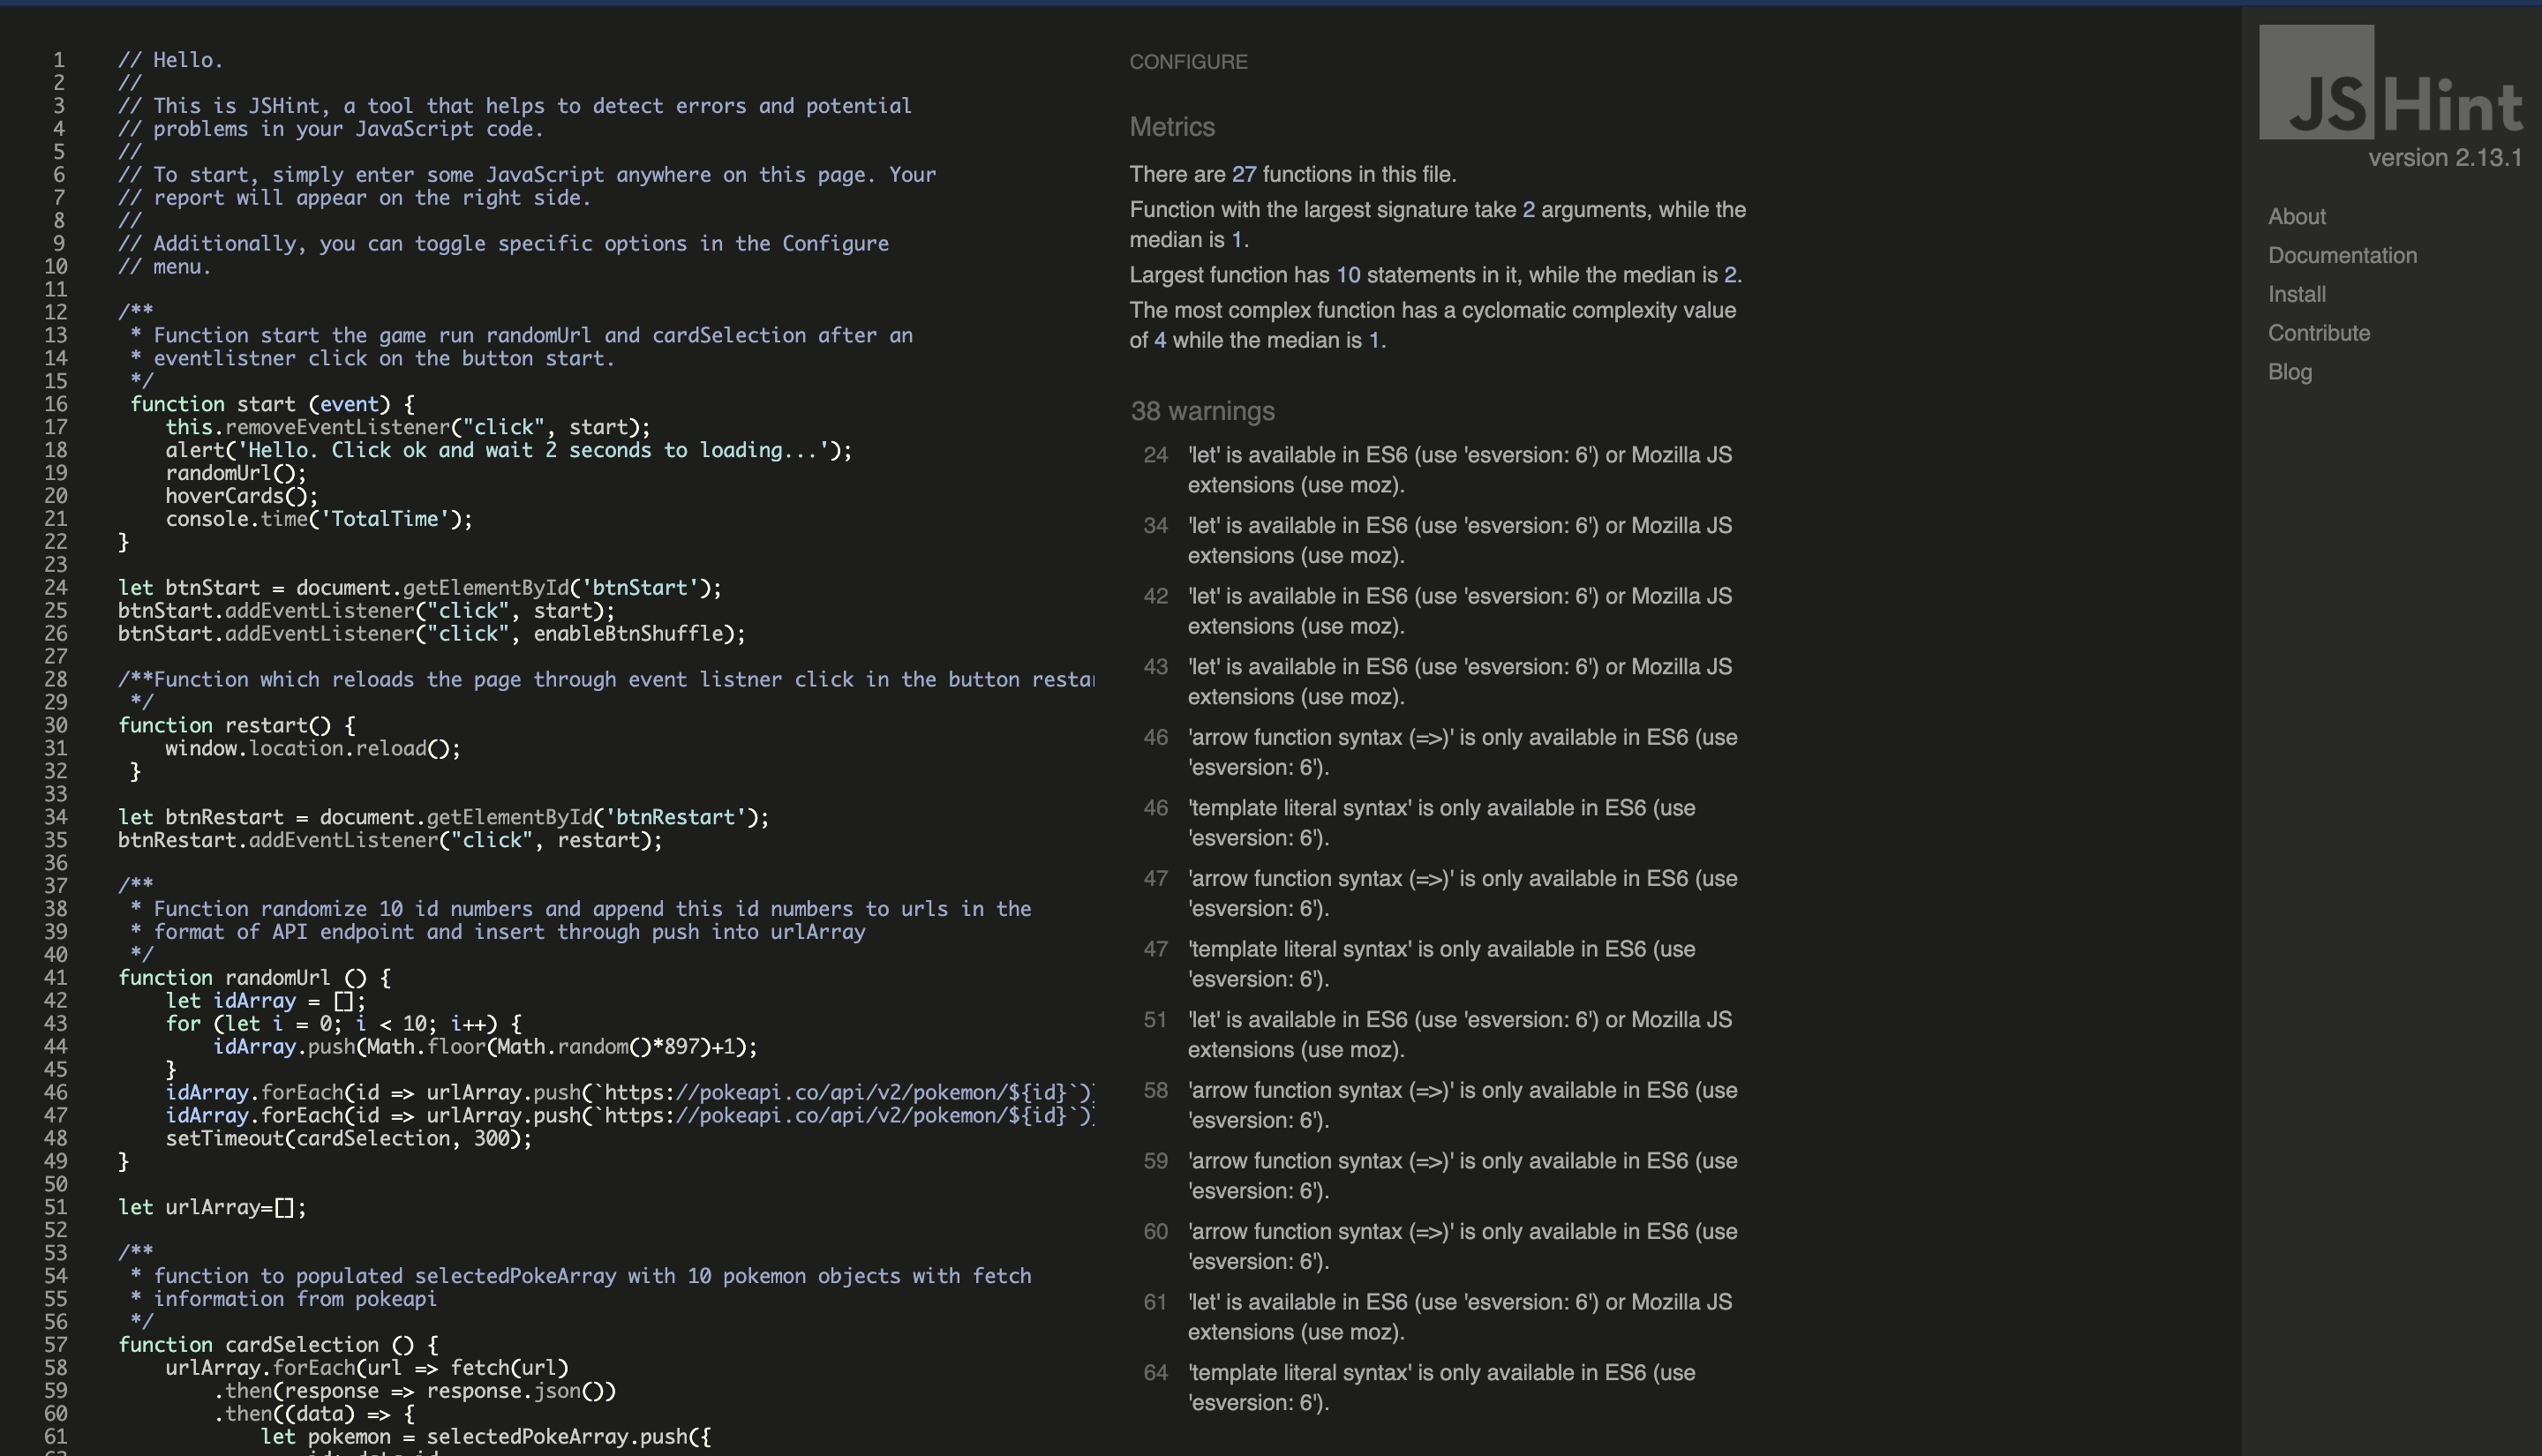 1 // Hello.
2 //
3 // This is JSHint, a tool that helps to detect errors and potential
4 // problems in your JavaScript code.
5 //
6 // To start, simply enter some JavaScript anywhere on this page. Your
7 // report will appear on the right side.
8 //
9 // Additionally, you can toggle specific options in the Configure
10 // menu.
11
12 /**
13 * Function start the game run randomUrl and cardSelection after an
14 * eventlistner click on the button start.
15 */
16 function start (event) {
17 this.removeEventListener("click", start);
18 alert('Hello. Click ok and wait 2 seconds to loading...');
19 randomUrl();
20 hoverCards();
21 console.time('TotalTime');
22 }
23
24 let btnStart = document.getElementById('btnStart');
25 btnStart.addEventListener("click", start);
26 btnStart.addEventListener("click", enableBtnShuffle);
27
28 /**Function which reloads the page through event listner click in the button
29 */
30 function restart() {
31 window.location.reload();
32 }
33
34 let btnRestart = document.getElementById('btnRestart');
35 btnRestart.addEventListener("click", restart);
36
37 /**
38 * Function randomize 10 id numbers and append this id numbers to urls in the
39 * format of API endpoint and insert through push into urlArray
40 */
41 function randomUrl () {
42 let idArray = [];
43 for (let i = 0; i < 10; i++) {
44 idArray.push(Math.floor(Math.random()*897)+1);
45 }
46 idArray.forEach(id => urlArray.push(`https://pokeapi.co/api/v2/pokemon/${id}`)
47 idArray.forEach(id => urlArray.push(`https://pokeapi.co/api/v2/pokemon/${id}`)
48 setTimeout(cardSelection, 300);
49 }
50
51 let urlArray=[];
52
53 /**
54 * function to populated selectedPokeArray with 10 pokemon objects with fetch
55 * information from pokeapi
56 */
57 function cardSelection () {
58 urlArray.forEach(url => fetch(url)
59 .then(response => response.json())
60 .then((data) => {
61 let pokemon = selectedPokeArray.push({
CONFIGURE
Metrics
There are 27 functions in this file.
Function with the largest signature take 2 arguments, while the
median is 1.
Largest function has 10 statements in it, while the median is 2.
The most complex function has a cyclomatic complexity value
of 4 while the median is 1.
38 warnings
24 'let' is available in ES6 (use 'esversion: 6') or Mozilla JS
extensions (use moz).
34 'let' is available in ES6 (use 'esversion: 6') or Mozilla JS
extensions (use moz).
42 'let' is available in ES6 (use 'esversion: 6') or Mozilla JS
extensions (use moz).
43 'let' is available in ES6 (use 'esversion: 6') or Mozilla JS
extensions (use moz).
46 'arrow function syntax (=>)' is only available in ES6 (use
'esversion: 6').
46 'template literal syntax' is only available in ES6 (use
'esversion: 6').
47 'arrow function syntax (=>)' is only available in ES6 (use
'esversion: 6').
47 'template literal syntax' is only available in ES6 (use
'esversion: 6').
51 'let' is available in ES6 (use 'esversion: 6') or Mozilla JS
extensions (use moz).
58 'arrow function syntax (=>)' is only available in ES6 (use
'esversion: 6').
59 'arrow function syntax (=>)' is only available in ES6 (use
'esversion: 6').
60 'arrow function syntax (=>)' is only available in ES6 (use
'esversion: 6').
61 'let' is available in ES6 (use 'esversion: 6') or Mozilla JS
extensions (use moz).
64 'template literal syntax' is only available in ES6 (use
'esversion: 6').
JSHint
version 2.13.1
About
Documentation
Install
Contribute
Blog